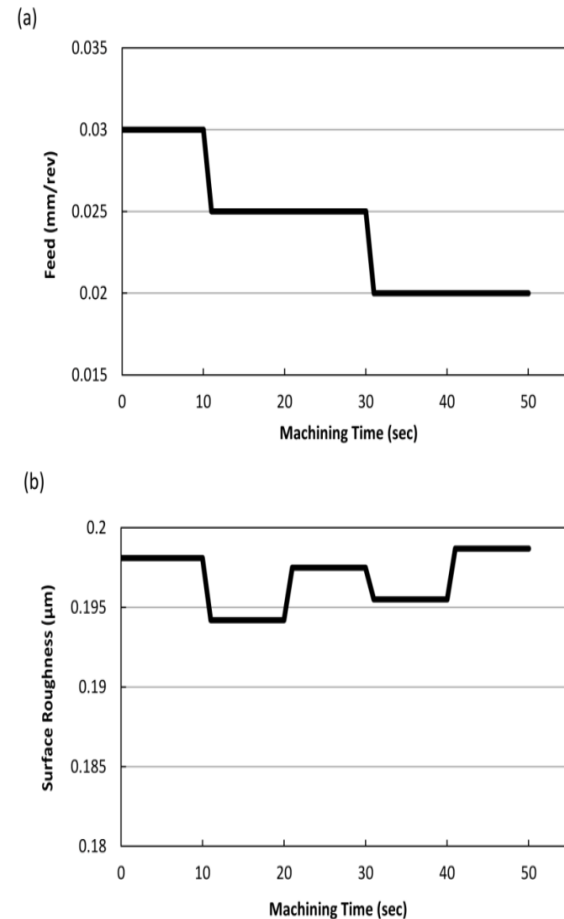 (a)
0.035
0.03
0.025
0.02
0.015
Feed (mm/rev)
0 10 20 30 40 50
Machining Time (sec)
(b)
0.2
0.195
0.19
0.185
0.18
Surface Roughness (µm)
0 10 20 30 40 50
Machining Time (sec)